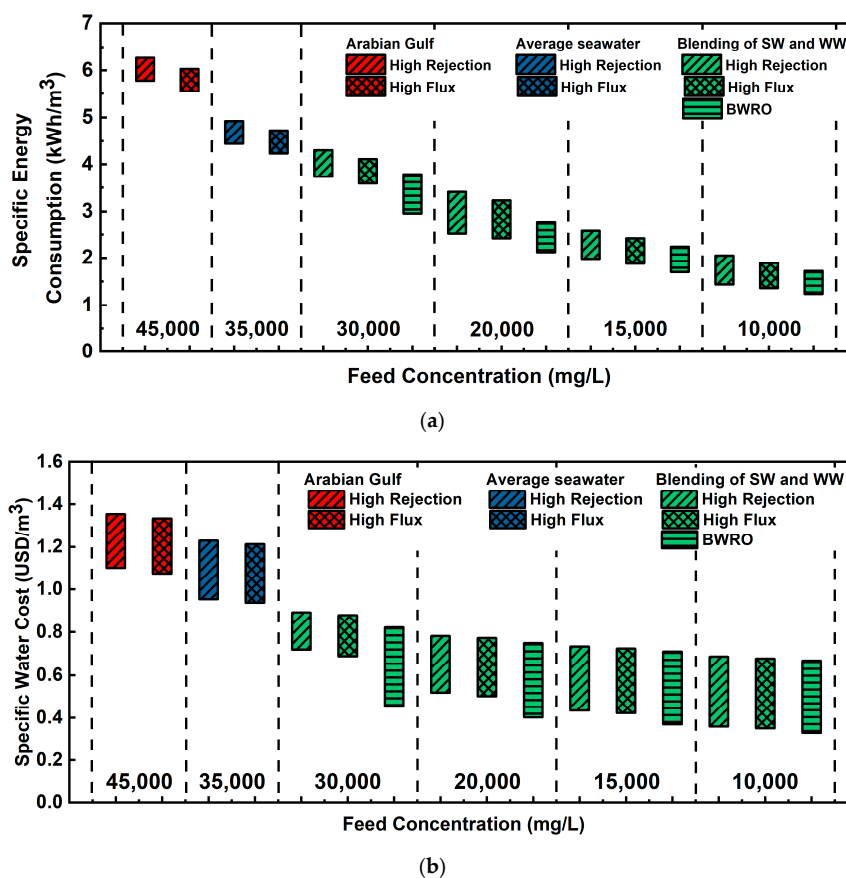 7
6
5
4
3
2
1
0
Specific Energy
Consumption (kWh/m³)
Arabian Gulf
High Rejection
High Flux
Average seawater
High Rejection
High Flux
Blending of SW and WW
High Rejection
High Flux
BWRO
45,000 35,000 30,000 20,000 15,000 10,000
Feed Concentration (mg/L)
(a)
1.6
1.4
1.2
1.0
0.8
0.6
0.4
0.2
0.0
Specific Water Cost (USD/m³)
Arabian Gulf
High Rejection
High Flux
Average seawater
High Rejection
High Flux
Blending of SW and WW
High Rejection
High Flux
BWRO
45,000 35,000 30,000 20,000 15,000 10,000
Feed Concentration (mg/L)
(b)